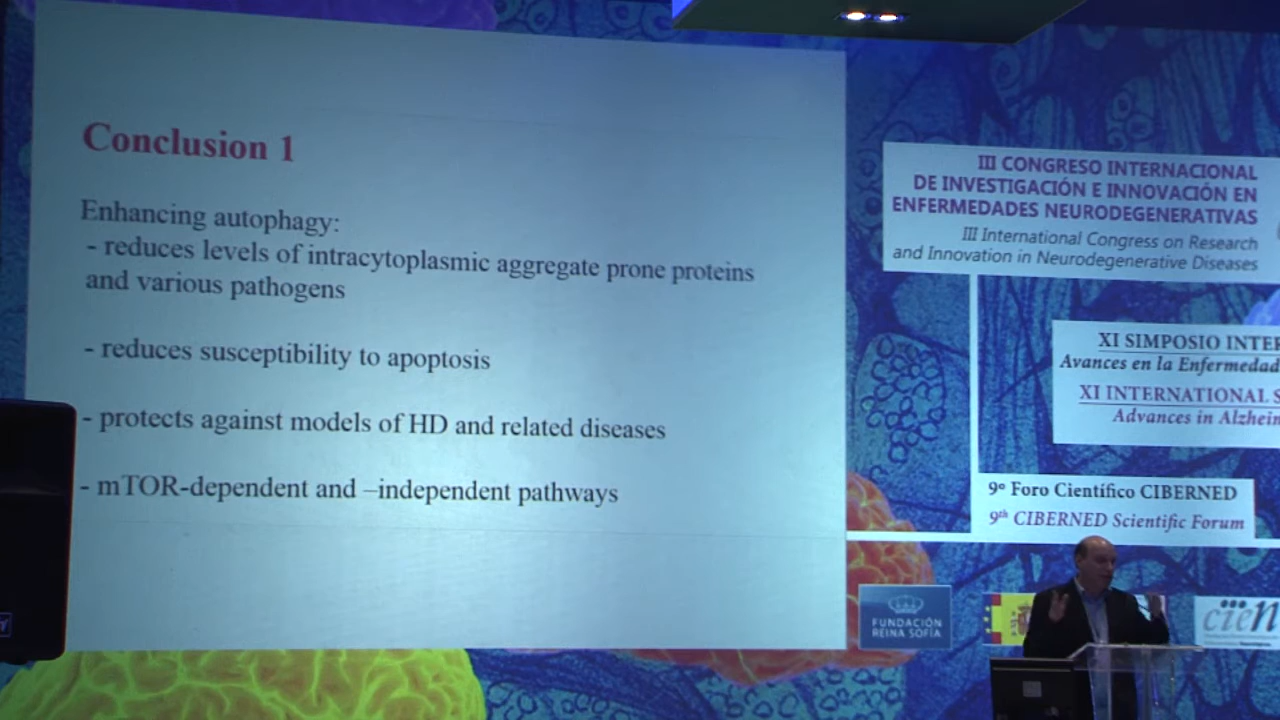 Conclusion 1
Enhancing autophagy:
- reduces levels of intracytoplasmic aggregate prone proteins
and various pathogens
- reduces susceptibility to apoptosis
- protects against models of HD and related diseases
- mTOR-dependent and –independent pathways
III CONGRESO INTERNACIONAL
DE INVESTIGACIÓN E INNOVACIÓN EN
ENFERMEDADES NEURODEGENERATIVAS
III International Congress on Research
and Innovation in Neurodegenerative Diseases
XI SIMPOSIO INTER
Avances en la Enfermedad
XI INTERNATIONAL S
Advances in Alzheim
9º Foro Científico CIBERNED
9th CIBERNED Scientific Forum
FUNDACIÓN
REINA SOFÍA
cien